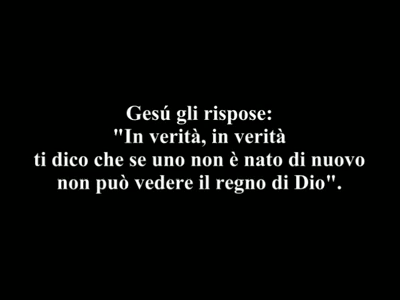 Gesú gli rispose:
"In verità, in verità
ti dico che se uno non è nato di nuovo
non può vedere il regno di Dio".